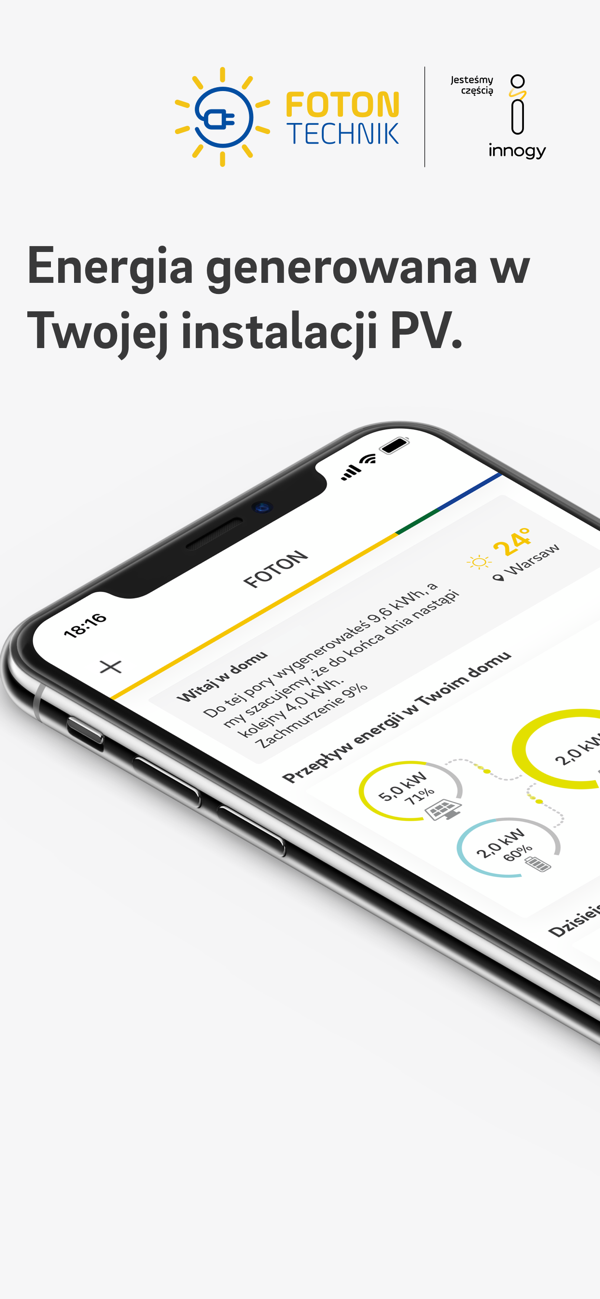 FOTON
TECHNIK
Jesteśmy
częścią
innogy
Energia generowana w
Twojej instalacji PV.
18:16
FOTON
Witaj w domu
Do tej pory wygenerowałeś 9,6 kWh, a
my szacujemy, że do końca dnia nastąpi
kolejny 4,0 kWh.
Zachmurzenie 9%
24°
Warsaw
Przepływ energii w Twoim domu
5,0 kW
71%
2,0 kW
2,0 kW
60%